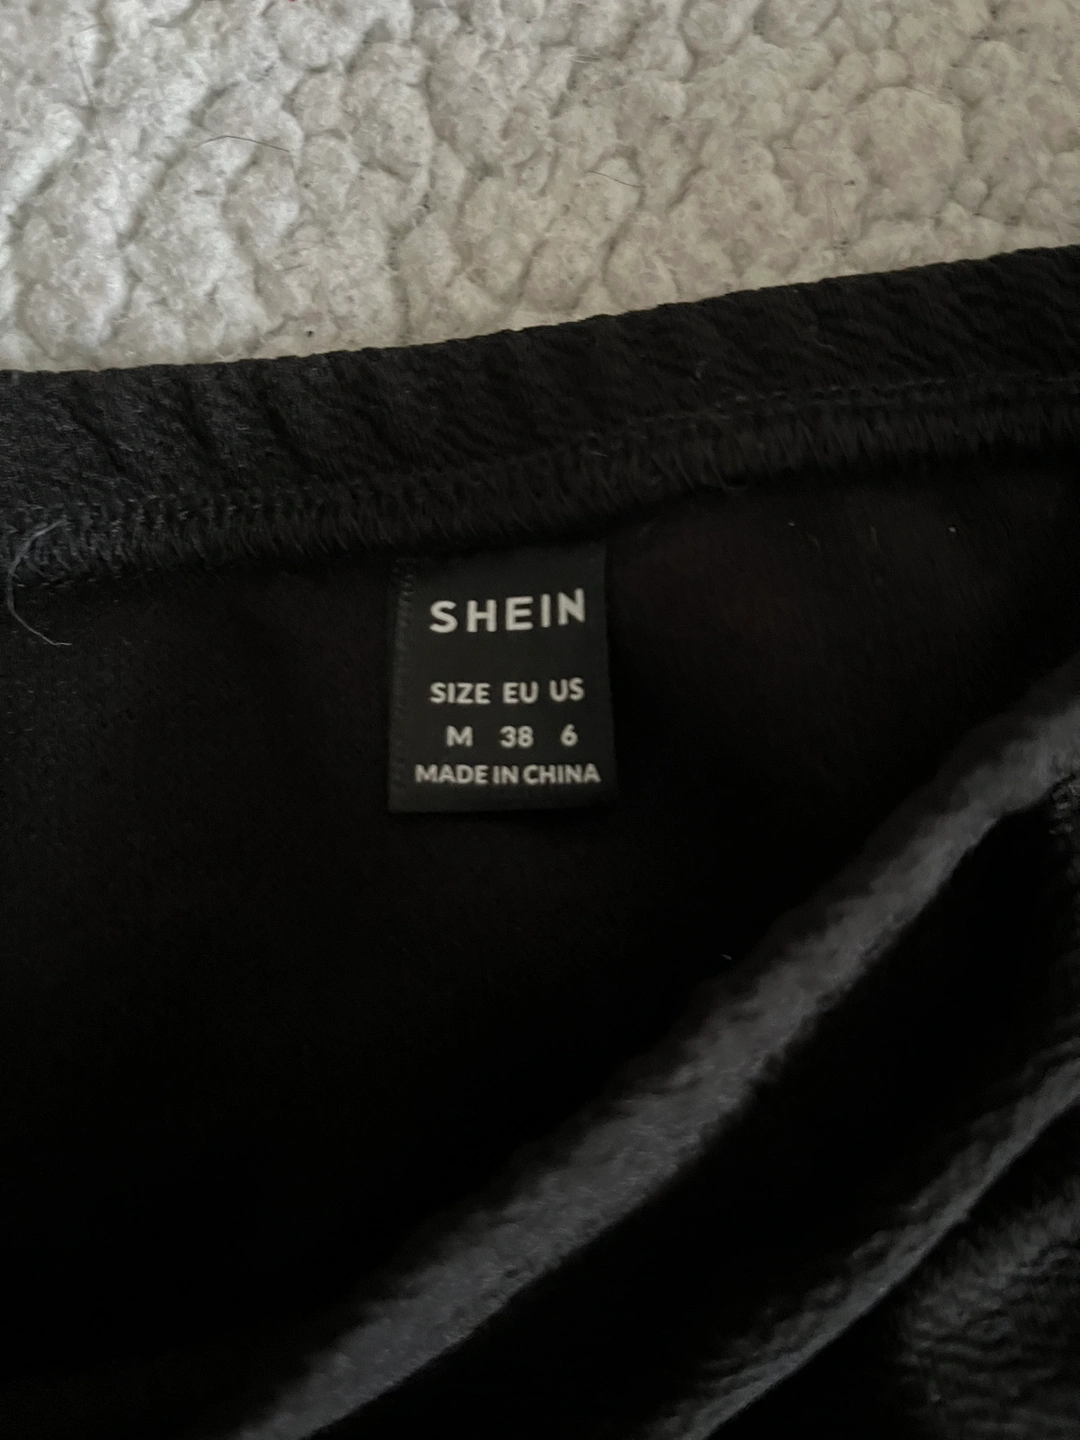 SHEIN
SIZE EU US
M 38 6
MADE IN CHINA